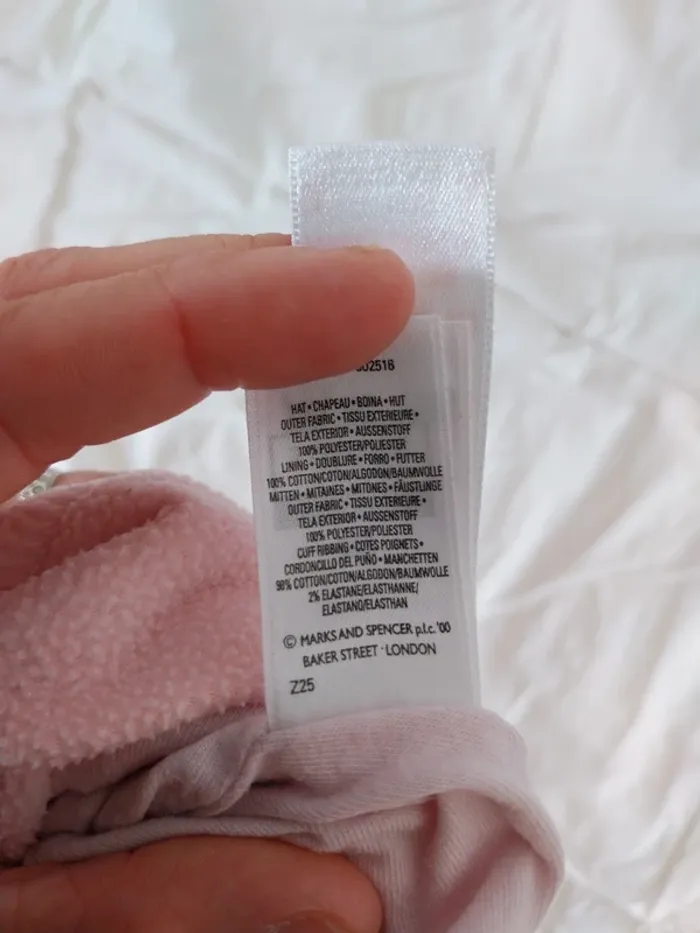 02516
HAT • CHAPEAU • BOINA • HUT
OUTER FABRIC • TISSU EXTERIEURE •
TELA EXTERIOR • AUSSENSTOFF
100% POLYESTER/POLIESTER
LINING • DOUBLURE • FORRO • FUTTER
100% COTTON/COTON/ALGODON/BAUMWOLLE
MITTEN • MITAINES • MITONES • FÄUSTLINGE
OUTER FABRIC • TISSU EXTERIEURE •
TELA EXTERIOR • AUSSENSTOFF
100% POLYESTER/POLIESTER
CUFF RIBBING • COTES POIGNETS •
CORDONCILLO DEL PUÑO • MANCHETTEN
98% COTTON/COTON/ALGODON/BAUMWOLLE
2% ELASTANE/ELASTHANNE/
ELASTANO/ELASTHAN
© MARKS AND SPENCER p.l.c. '00
BAKER STREET · LONDON
Z25